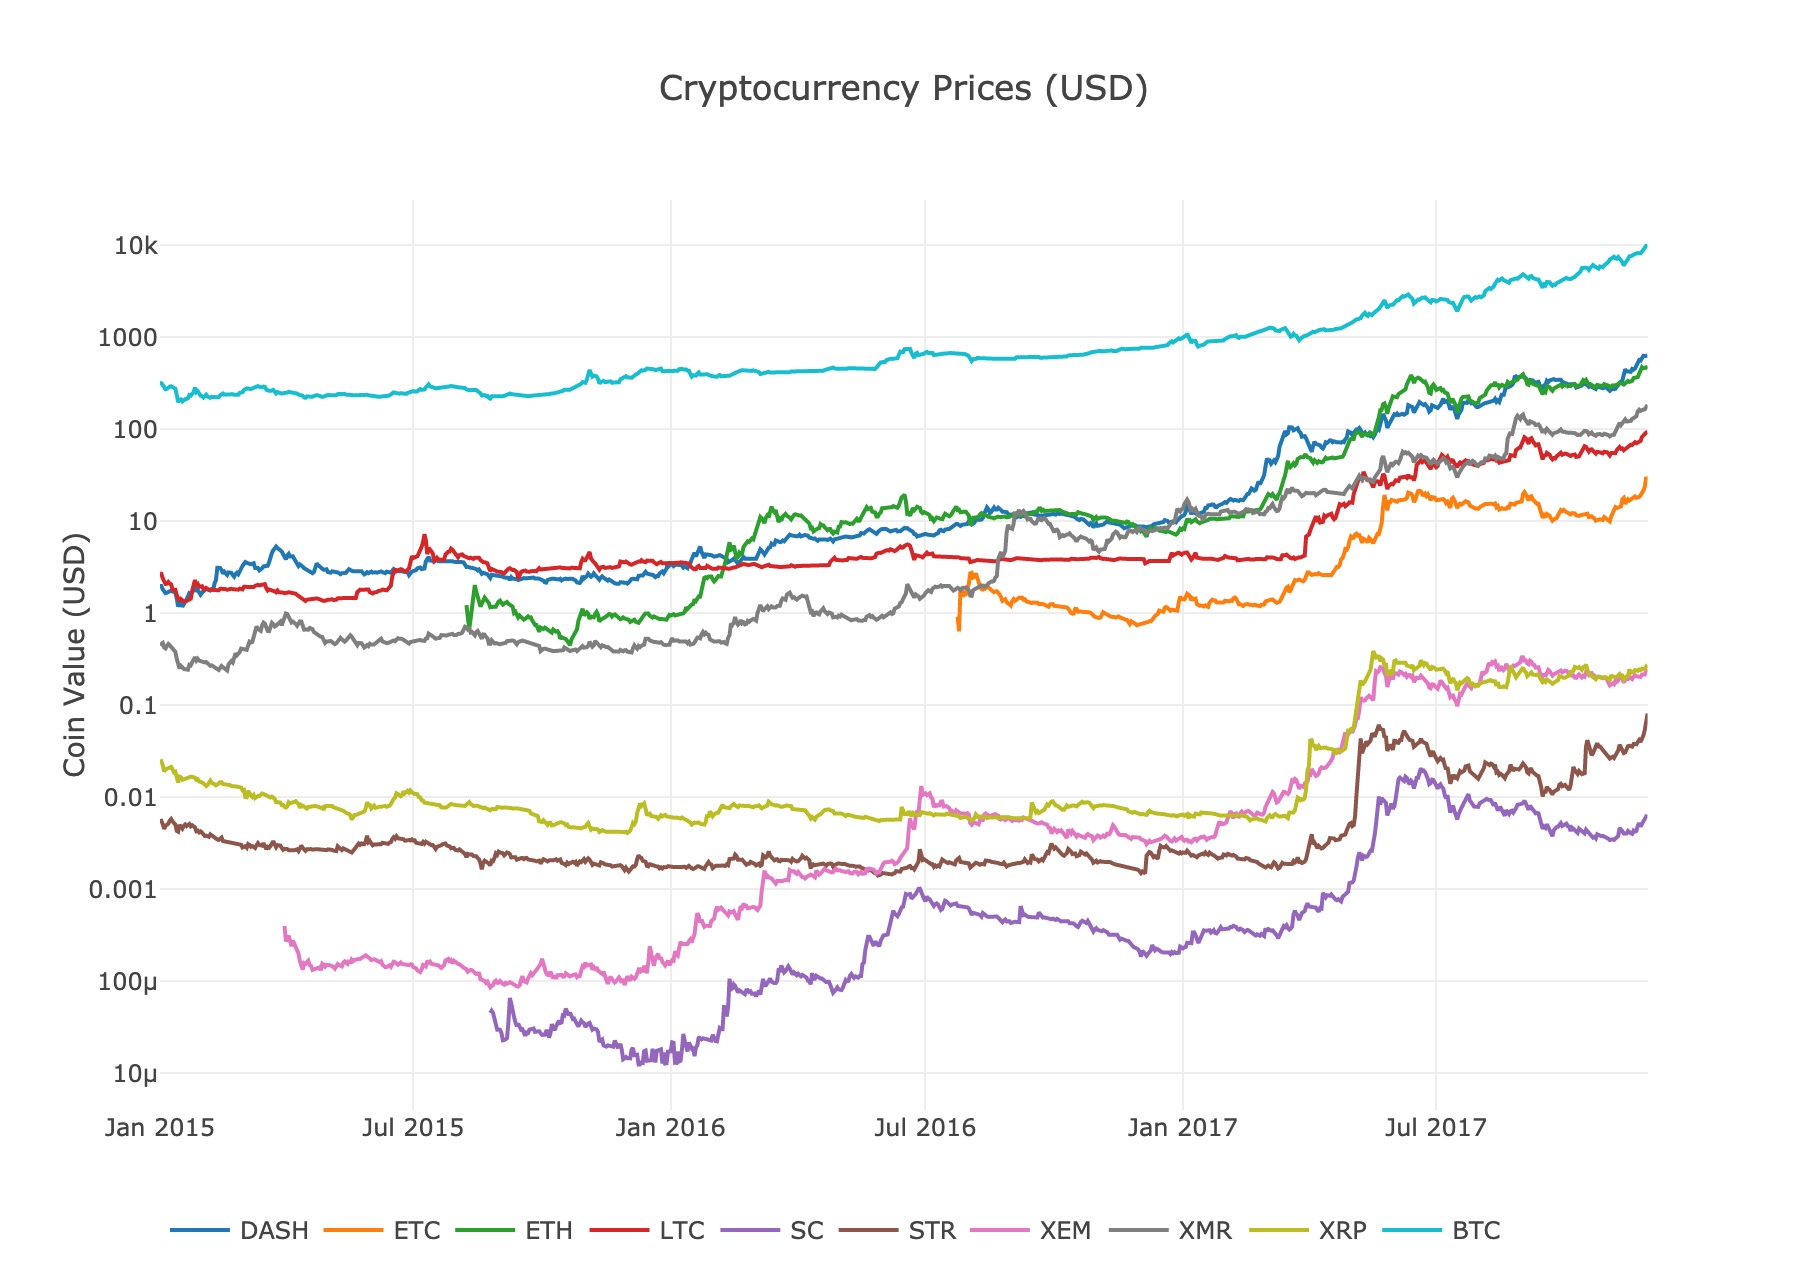 Cryptocurrency Prices (USD)
10k
1000
100
10
1
0.1
0.01
0.001
100μ
10μ
Coin Value (USD)
Jan 2015 Jul 2015 Jan 2016 Jul 2016 Jan 2017 Jul 2017
DASH ETC ETH LTC SC STR XEM XMR XRP BTC